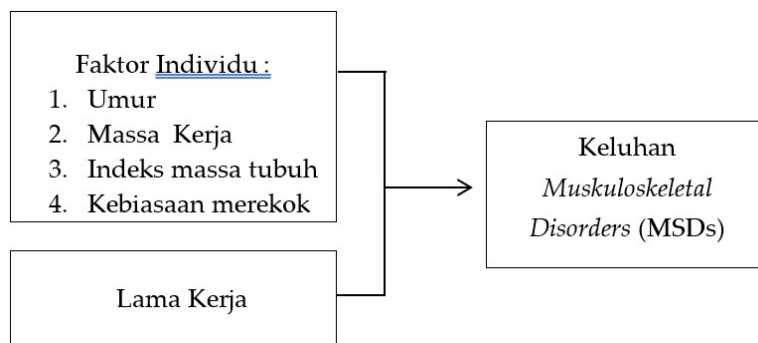 Faktor Individu :
1. Umur
2. Massa Kerja
3. Indeks massa tubuh
4. Kebiasaan merekok
Lama Kerja
Keluhan
Muskuloskeletal
Disorders (MSDs)